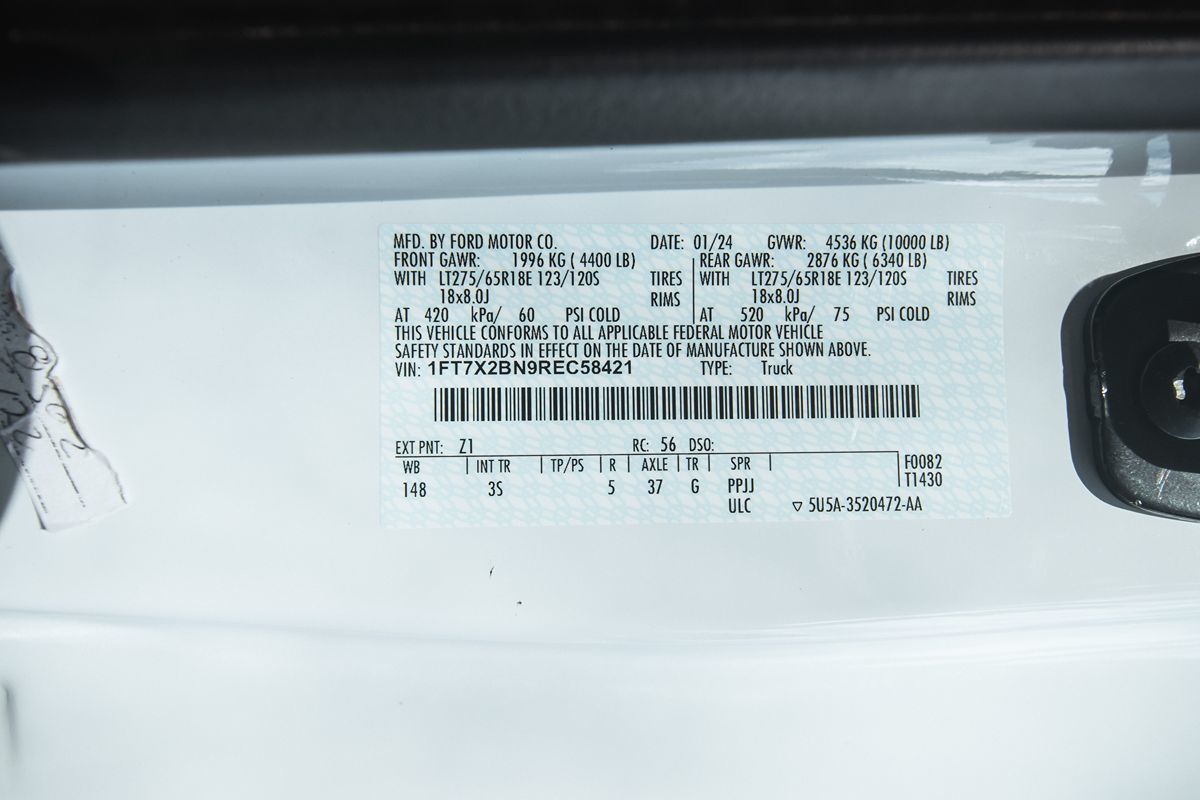 MFD. BY FORD MOTOR CO. DATE: 01/24 GVWR: 4536 KG (10000 LB)
FRONT GAWR: 1996 KG ( 4400 LB) REAR GAWR: 2876 KG ( 6340 LB)
WITH LT275/65R18E 123/120S TIRES WITH LT275/65R18E 123/120S TIRES
18x8.0J RIMS 18x8.0J RIMS
AT 420 kPa/ 60 PSI COLD AT 520 kPa/ 75 PSI COLD
THIS VEHICLE CONFORMS TO ALL APPLICABLE FEDERAL MOTOR VEHICLE
SAFETY STANDARDS IN EFFECT ON THE DATE OF MANUFACTURE SHOWN ABOVE.
VIN: 1FT7X2BN9REC58421 TYPE: Truck
EXT PNT: Z1 RC: 56 DSO:
WB INT TR TP/PS R AXLE TR SPR F0082
148 3S 5 37 G PPJJ T1430
ULC ▽ 5U5A-3520472-AA